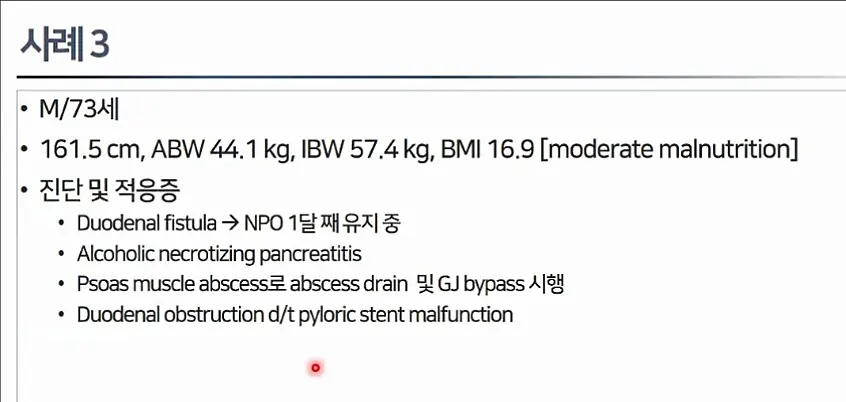 사례 3
• M/73세
• 161.5 cm, ABW 44.1 kg, IBW 57.4 kg, BMI 16.9 [moderate malnutrition]
• 진단 및 적응증
• Duodenal fistula → NPO 1달 째 유지 중
• Alcoholic necrotizing pancreatitis
• Psoas muscle abscess로 abscess drain 및 GJ bypass 시행
• Duodenal obstruction d/t pyloric stent malfunction